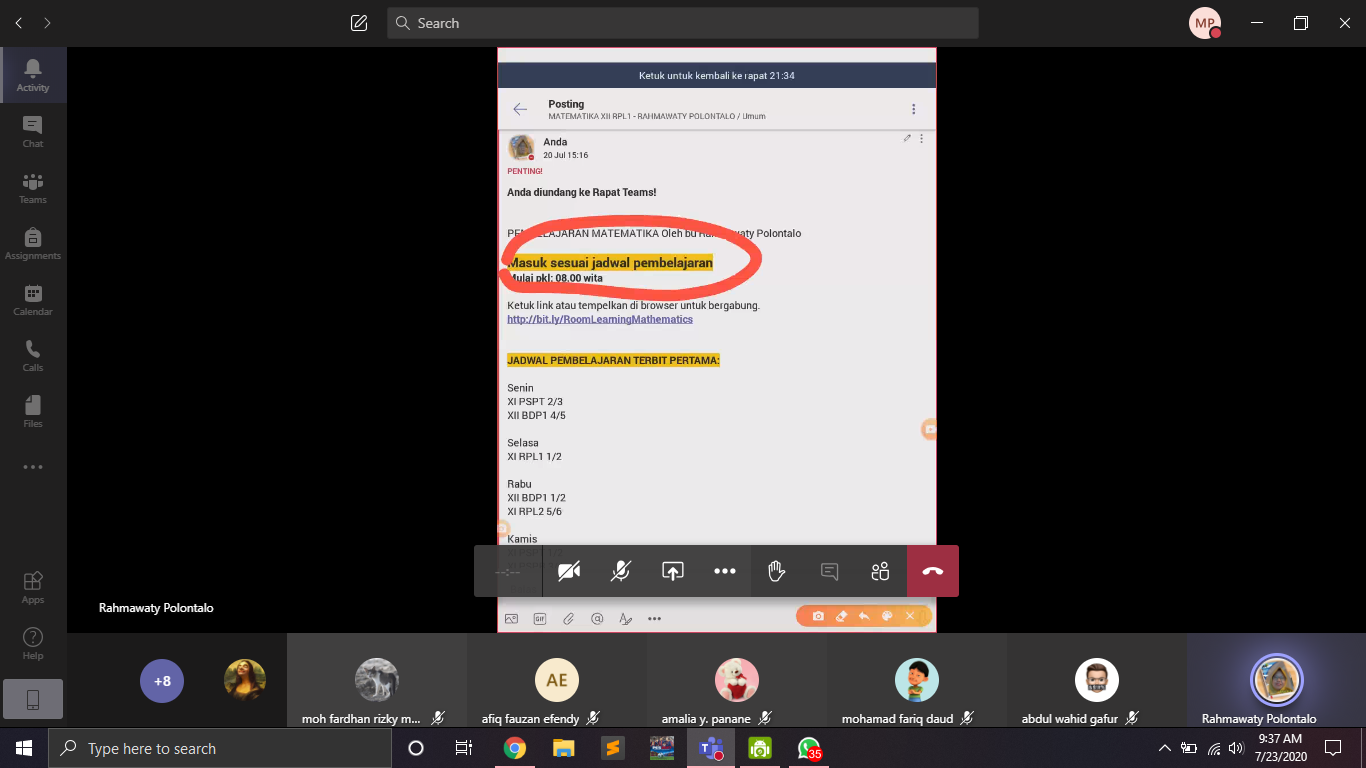 Search
MP
Activity
Chat
Teams
Assignments
Calendar
Calls
Files
Apps
Help
Ketuk untuk kembali ke rapat 21:34
Posting
MATEMATIKA XII RPL1 - RAHMAWATY POLONTALO / Umum
Anda
20 Jul 15:16
PENTING!
Anda diundang ke Rapat Teams!
MATEMATIKA Oleh bu Polontalo
Masuk sesuai jadwal pembelajaran
Mulai pkl: 08.00 wita
Ketuk link atau tempelkan di browser untuk bergabung.
http://bit.ly/RoomLearningMathematics
JADWAL PEMBELAJARAN TERBIT PERTAMA:
Senin
XI PSPT 2/3
XII BDP1 4/5
Selasa
XI RPL1 1/2
Rabu
XII BDP1 1/2
XI RPL2 5/6
Kamis
--:--
GIF
Rahmawaty Polontalo
+8
moh fardhan rizky m...
AE
afiq fauzan efendy
amalia y. panane
mohamad fariq daud
abdul wahid gafur
Rahmawaty Polontalo
Type here to search
35
9:37 AM
7/23/2020